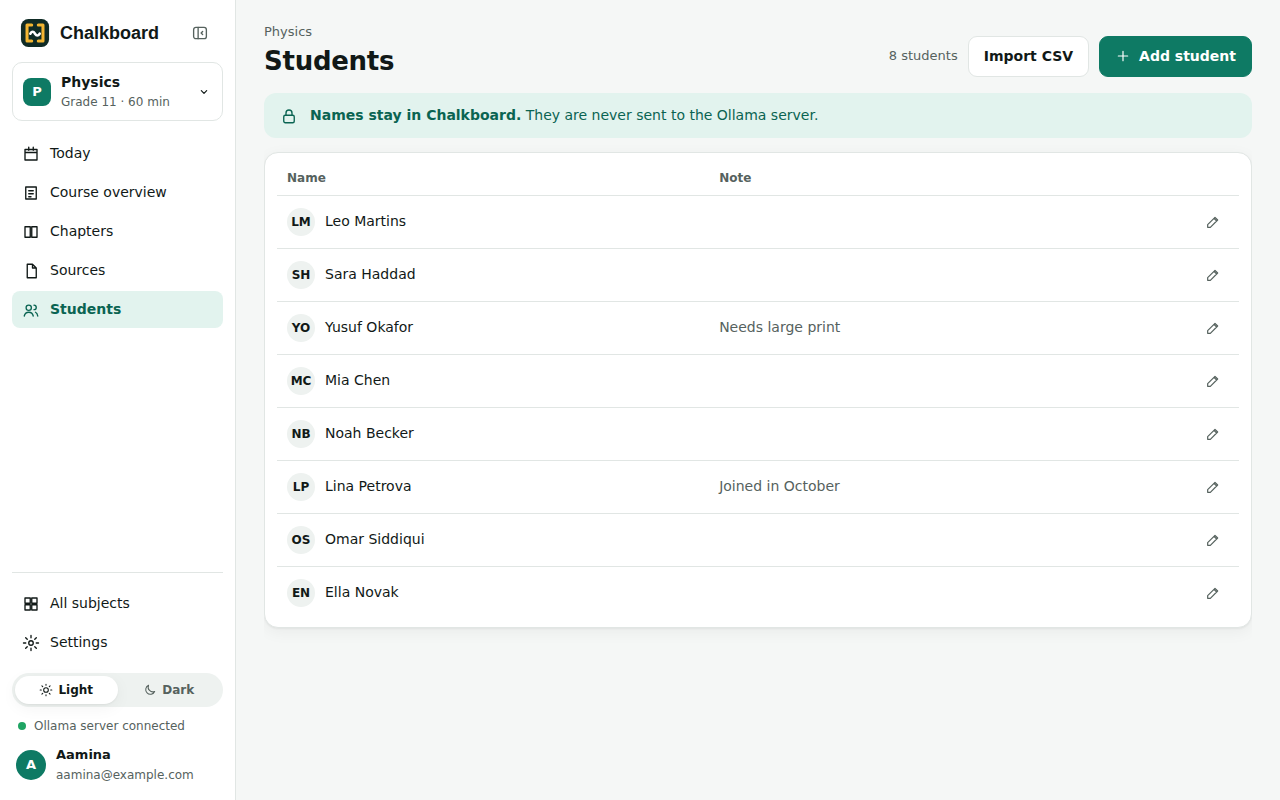 Chalkboard
P
Physics
Grade 11 · 60 min
Today
Course overview
Chapters
Sources
Students
All subjects
Settings
Light
Dark
Ollama server connected
A
Aamina
aamina@example.com
Physics
Students
8 students
Import CSV
Add student
Names stay in Chalkboard. They are never sent to the Ollama server.
Name Note
LM Leo Martins
SH Sara Haddad
YO Yusuf Okafor Needs large print
MC Mia Chen
NB Noah Becker
LP Lina Petrova Joined in October
OS Omar Siddiqui
EN Ella Novak